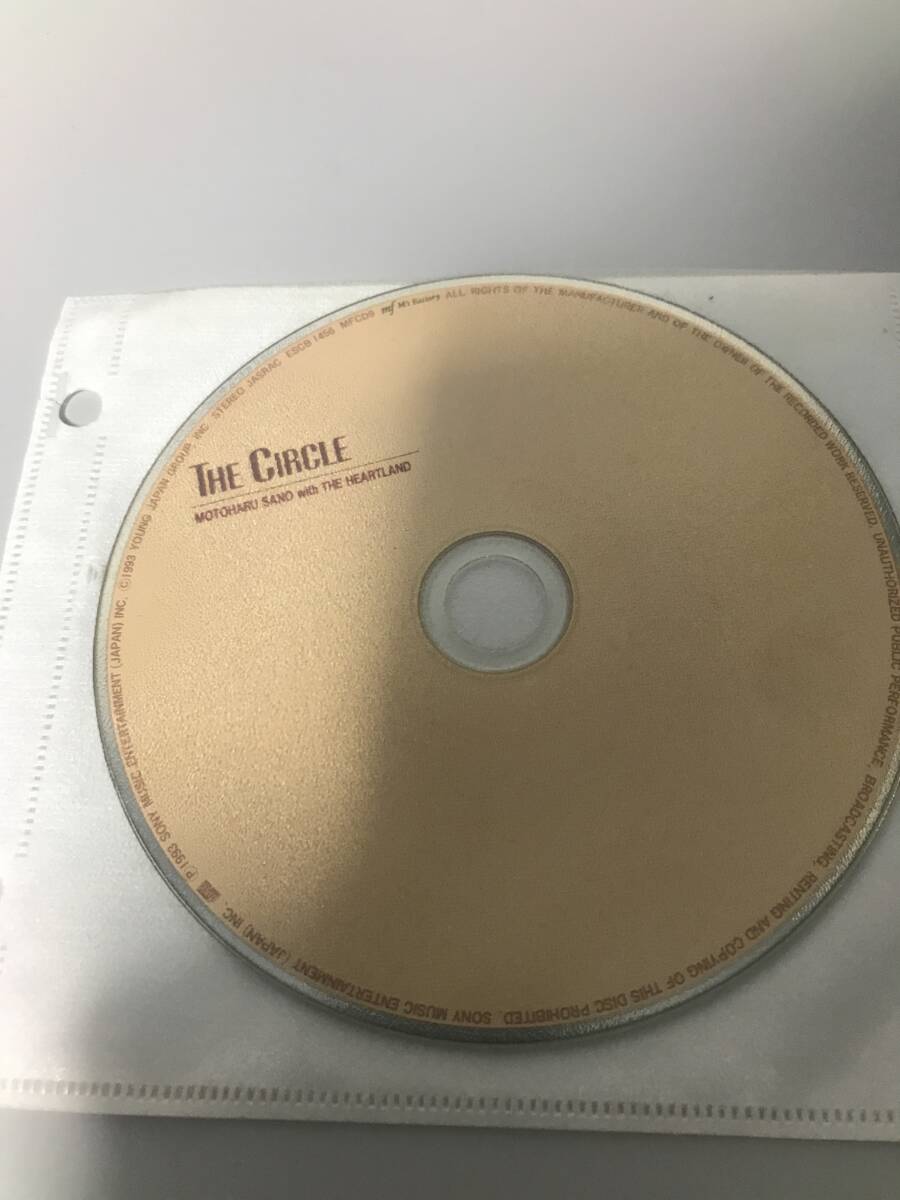 THE CIRCLE
MOTOHARU SANO with THE HEARTLAND
℗1993 SONY MUSIC ENTERTAINMENT (JAPAN) INC. ©1993 YOUNG JAPAN GROUP, INC. STEREO JASRAC ESCB 1456 MFCD9 mf M's Factory ALL RIGHTS OF THE MANUFACTURER AND OF THE OWNER OF THE RECORDED WORK RESERVED. UNAUTHORIZED PUBLIC PERFORMANCE, BROADCASTING, RENTING AND COPYING OF THIS DISC PROHIBITED. SONY MUSIC ENTERTAINMENT (JAPAN) INC.